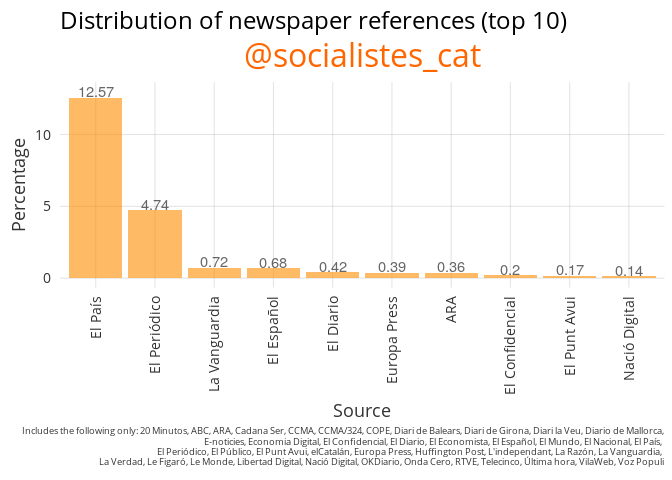 Distribution of newspaper references (top 10)
@socialistes_cat
Percentage
10
5
0
12.57
4.74
0.72
0.68
0.42
0.39
0.36
0.2
0.17
0.14
El País
El Periódico
La Vanguardia
El Español
El Diario
Europa Press
ARA
El Confidencial
El Punt Avui
Nació Digital
Source
Includes the following only: 20 Minutos, ABC, ARA, Cadana Ser, CCMA, CCMA/324, COPE, Diari de Balears, Diari de Girona, Diari la Veu, Diario de Mallorca,
E-noticies, Economia Digital, El Confidencial, El Diario, El Economista, El Español, El Mundo, El Nacional, El País,
El Periódico, El Público, El Punt Avui, elCatalán, Europa Press, Huffington Post, L'independant, La Razón, La Vanguardia,
La Verdad, Le Figaró, Le Monde, Libertad Digital, Nació Digital, OKDiario, Onda Cero, RTVE, Telecinco, Última hora, VilaWeb, Voz Populi